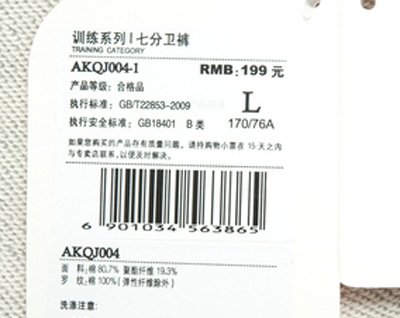 训练系列 | 七分卫裤
TRAINING CATEGORY
AKQJ004-1 RMB: 199 元
产品等级: 合格品
执行标准: GB/T22853-2009 L
执行安全标准: GB18401 B 类 170/76A
如果您购买的产品存有质量问题, 请持购物小票在 15 天之内
与专卖店联系, 以便及时解决。
6 901034 563865
AKQJ004
面 料: 棉 80.7% 聚酯纤维 19.3%
罗 纹: 棉 100% (弹性纤维除外)
洗涤注意: